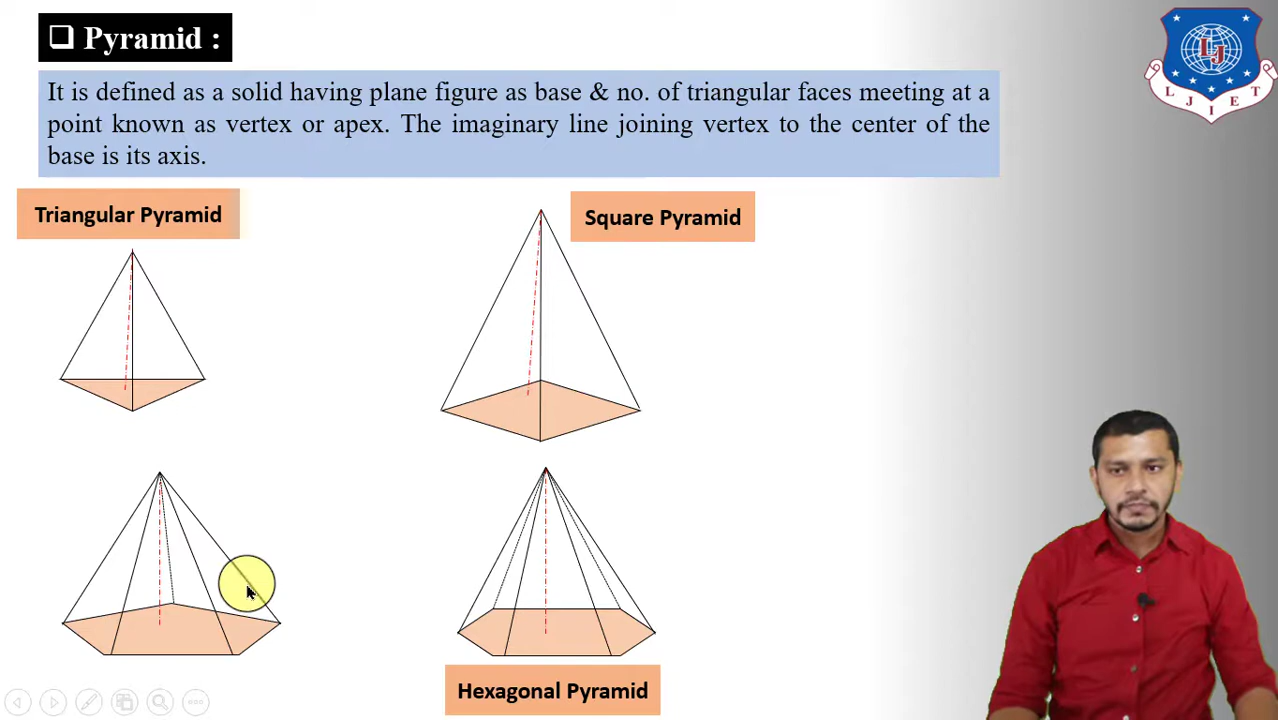 ❑ Pyramid :
It is defined as a solid having plane figure as base & no. of triangular faces meeting at a
point known as vertex or apex. The imaginary line joining vertex to the center of the
base is its axis.
Triangular Pyramid
Square Pyramid
Hexagonal Pyramid
LJ
LJIET